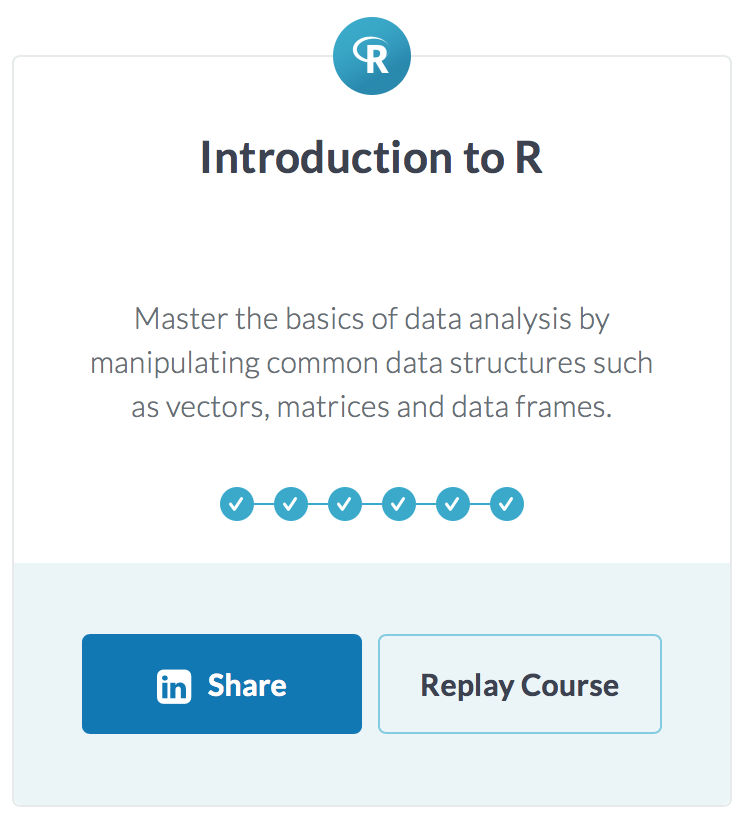 R
Introduction to R
Master the basics of data analysis by
manipulating common data structures such
as vectors, matrices and data frames.
in Share
Replay Course